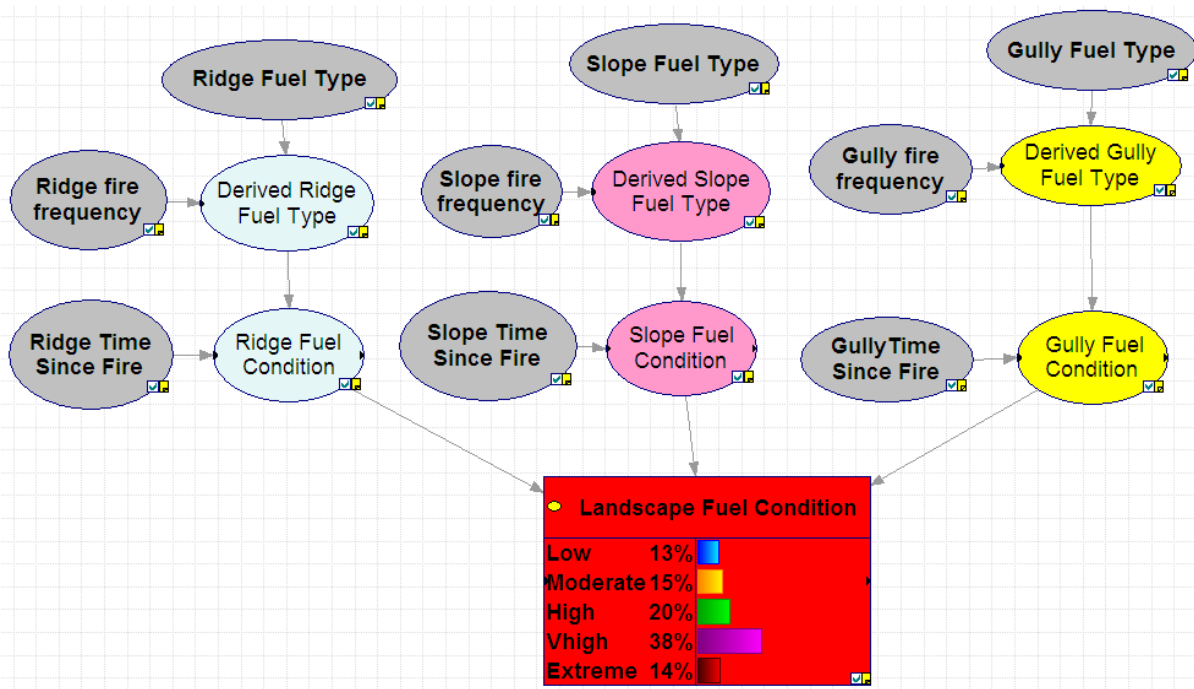 Ridge Fuel Type
Slope Fuel Type
Gully Fuel Type
Ridge fire
frequency
Derived Ridge
Fuel Type
Slope fire
frequency
Derived Slope
Fuel Type
Gully fire
frequency
Derived Gully
Fuel Type
Ridge Time
Since Fire
Ridge Fuel
Condition
Slope Time
Since Fire
Slope Fuel
Condition
GullyTime
Since Fire
Gully Fuel
Condition
Landscape Fuel Condition
Low 13%
Moderate 15%
High 20%
Vhigh 38%
Extreme 14%